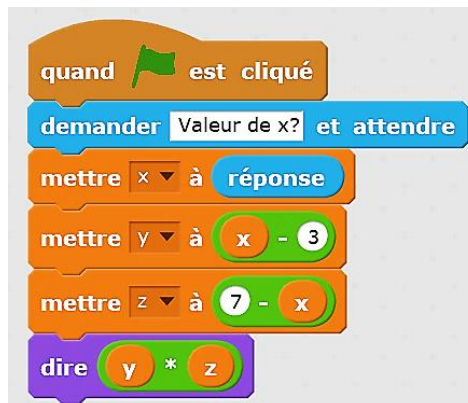 quand est cliqué
demander Valeur de x? et attendre
mettre x à réponse
mettre y à x - 3
mettre z à 7 - x
dire y * z